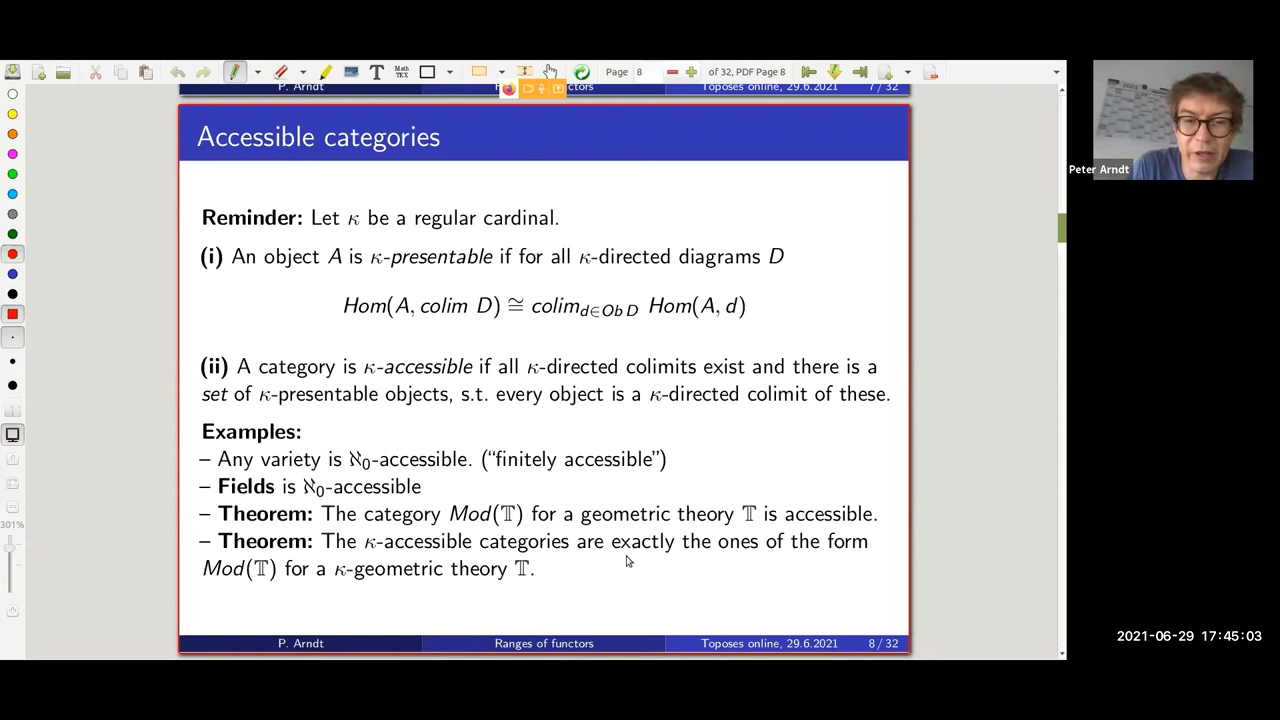 Page 8 of 32, PDF Page 8
Math
TEX
P. Arndt
Toposes online, 29.6.2021
7 / 32
Accessible categories
Reminder: Let κ be a regular cardinal.
(i) An object A is κ-presentable if for all κ-directed diagrams D
Hom(A, colim D) ≅ colim_{d∈Ob D} Hom(A, d)
(ii) A category is κ-accessible if all κ-directed colimits exist and there is a
set of κ-presentable objects, s.t. every object is a κ-directed colimit of these.
Examples:
– Any variety is ℵ₀-accessible. (“finitely accessible”)
– Fields is ℵ₀-accessible
– Theorem: The category Mod(𝕋) for a geometric theory 𝕋 is accessible.
– Theorem: The κ-accessible categories are exactly the ones of the form
Mod(𝕋) for a κ-geometric theory 𝕋.
P. Arndt
Ranges of functors
Toposes online, 29.6.2021
8 / 32
301%
2021
Peter Arndt
2021-06-29 17:45:03